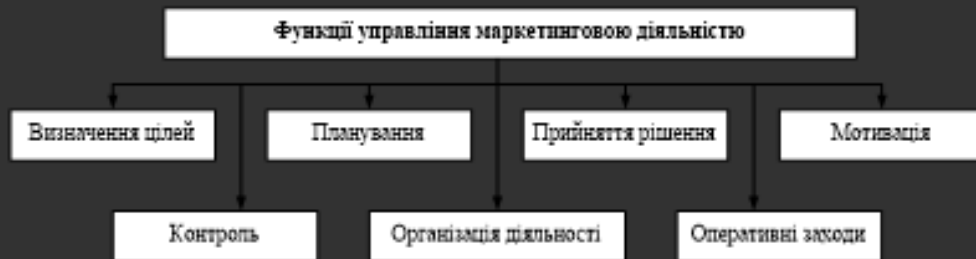 Функції управління маркетинговою діяльністю
Визначення цілей
Планування
Прийняття рішення
Мотивація
Контроль
Організація діяльності
Оперативні заходи